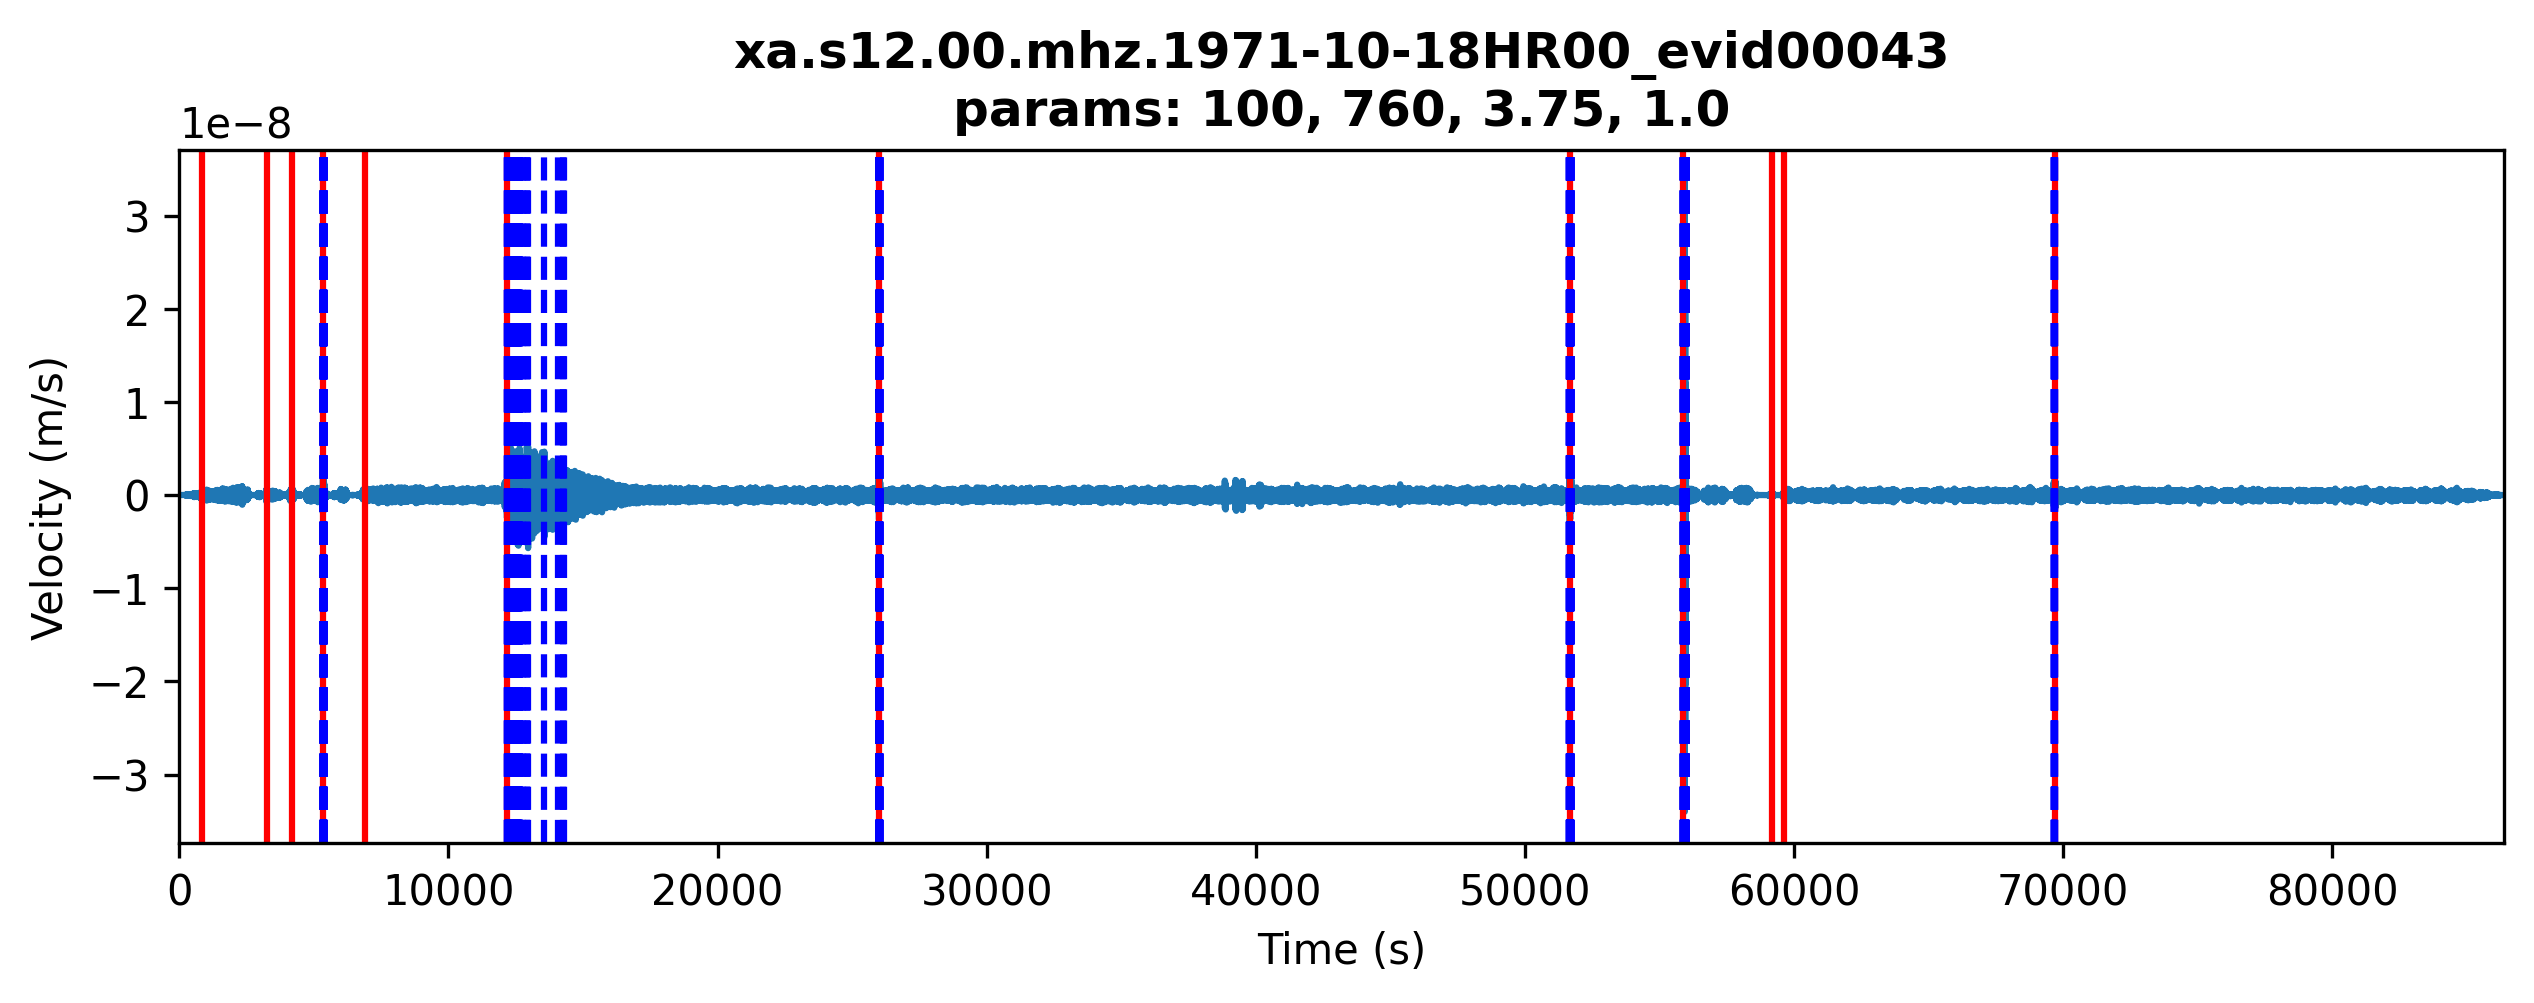 xa.s12.00.mhz.1971-10-18HR00_evid00043
params: 100, 760, 3.75, 1.0
1e−8
3
2
1
0
−1
−2
−3
Velocity (m/s)
0 10000 20000 30000 40000 50000 60000 70000 80000
Time (s)